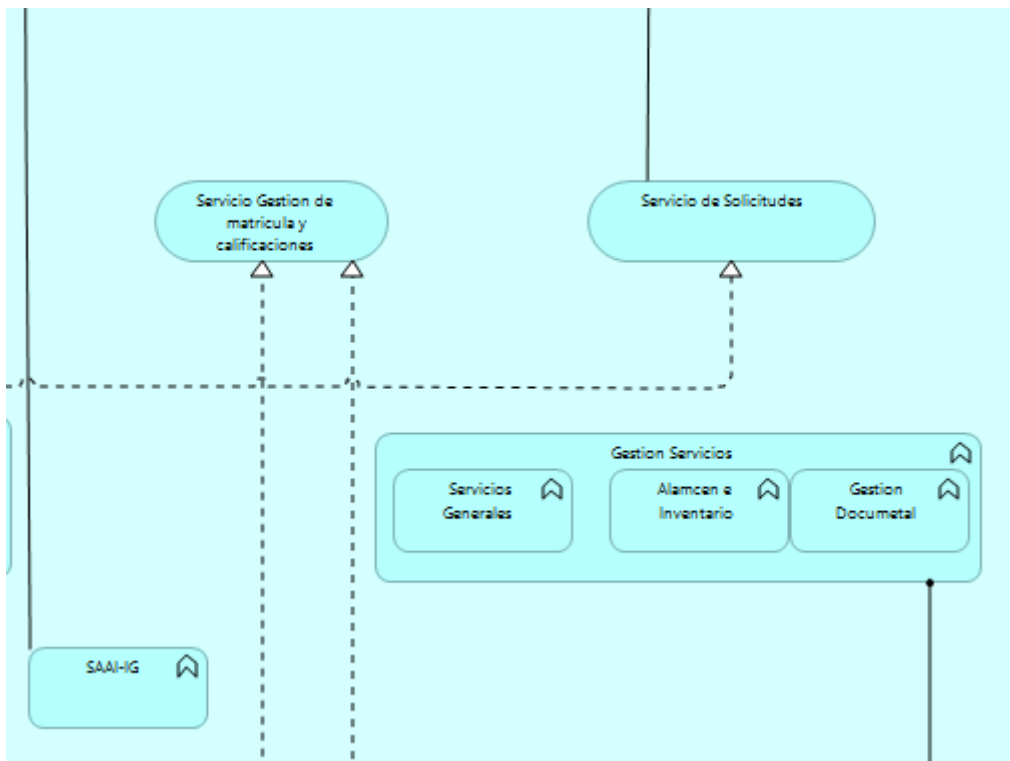 Servicio Gestion de
matricula y
calificaciones
Servicio de Solicitudes
Gestion Servicios
Servicios
Generales
Alamcen e
Inventario
Gestion
Documetal
SAAI-IG